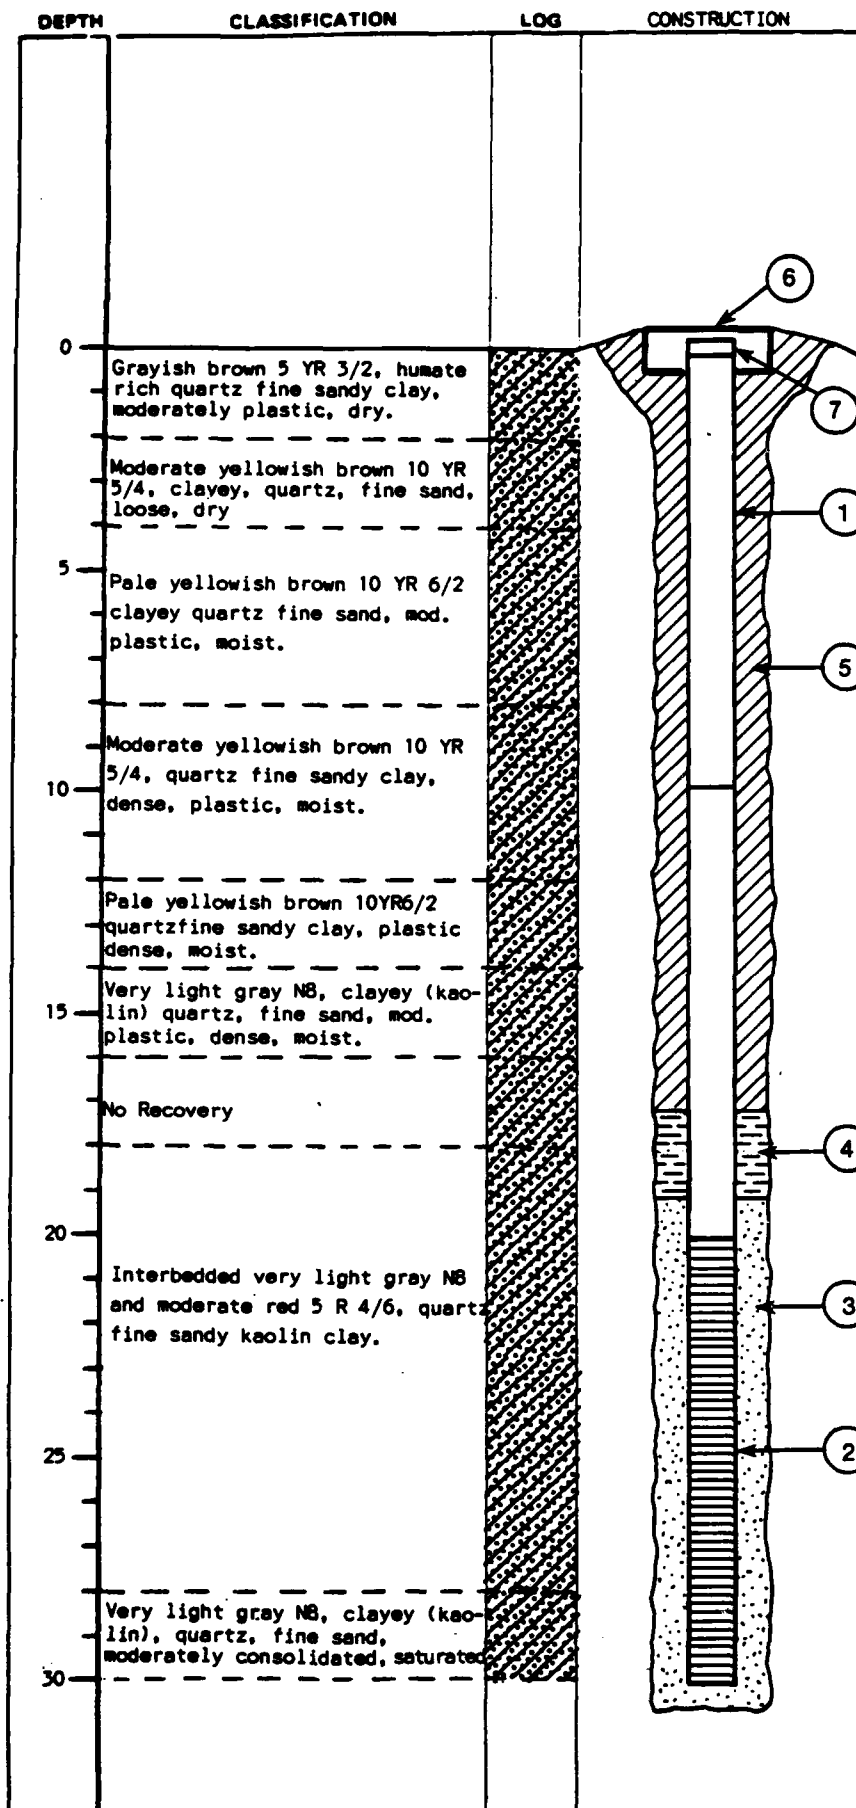 DEPTH CLASSIFICATION LOG CONSTRUCTION
6
0
Grayish brown 5 YR 3/2, humate
rich quartz fine sandy clay,
moderately plastic, dry.
7
Moderate yellowish brown 10 YR
5/4, clayey, quartz, fine sand,
loose, dry
1
5
Pale yellowish brown 10 YR 6/2
clayey quartz fine sand, mod.
plastic, moist.
5
Moderate yellowish brown 10 YR
5/4, quartz fine sandy clay,
dense, plastic, moist.
10
Pale yellowish brown 10YR6/2
quartzfine sandy clay, plastic
dense, moist.
Very light gray N8, clayey (kao-
lin) quartz, fine sand, mod.
plastic, dense, moist.
15
No Recovery
4
20
Interbedded very light gray N8
and moderate red 5 R 4/6, quartz
fine sandy kaolin clay.
3
25
2
Very light gray N8, clayey (kao-
lin), quartz, fine sand,
moderately consolidated, saturated
30